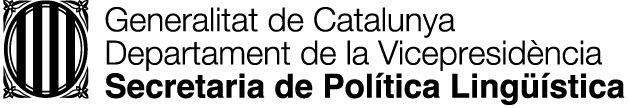 Generalitat de Catalunya
Departament de la Vicepresidència
Secretaria de Política Lingüística